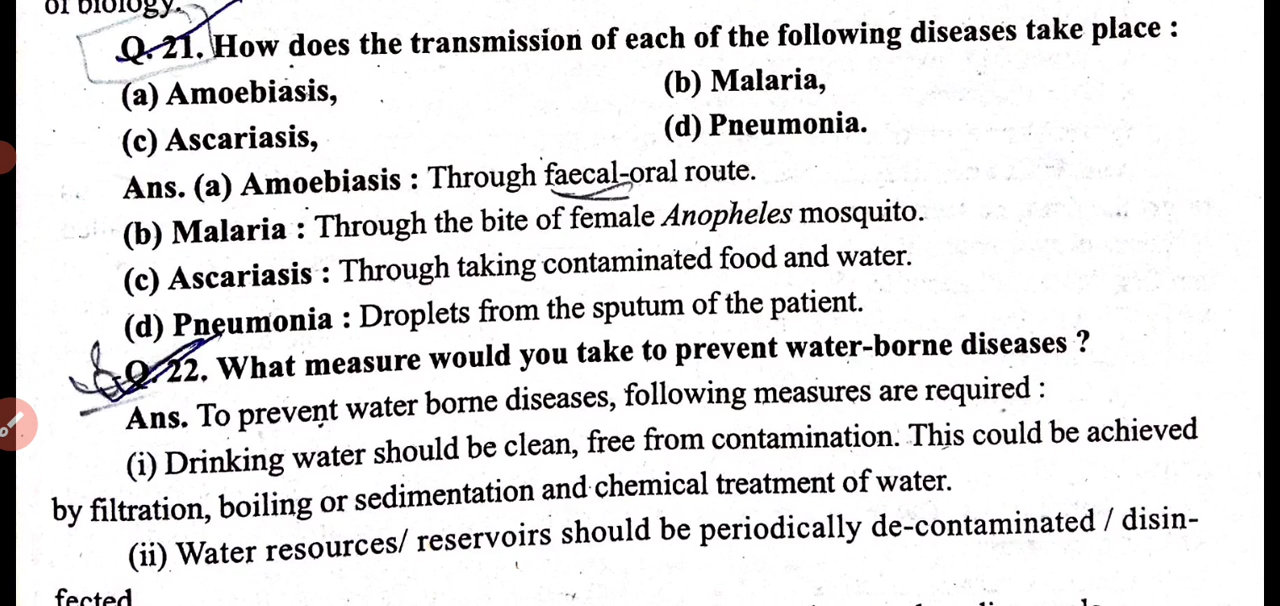 of biology.
Q. 21. How does the transmission of each of the following diseases take place :
(a) Amoebiasis, (b) Malaria,
(c) Ascariasis, (d) Pneumonia.
Ans. (a) Amoebiasis : Through faecal-oral route.
(b) Malaria : Through the bite of female Anopheles mosquito.
(c) Ascariasis : Through taking contaminated food and water.
(d) Pneumonia : Droplets from the sputum of the patient.
Q. 22. What measure would you take to prevent water-borne diseases ?
Ans. To prevent water borne diseases, following measures are required :
(i) Drinking water should be clean, free from contamination. This could be achieved
by filtration, boiling or sedimentation and chemical treatment of water.
(ii) Water resources/ reservoirs should be periodically de-contaminated / disin-
fected